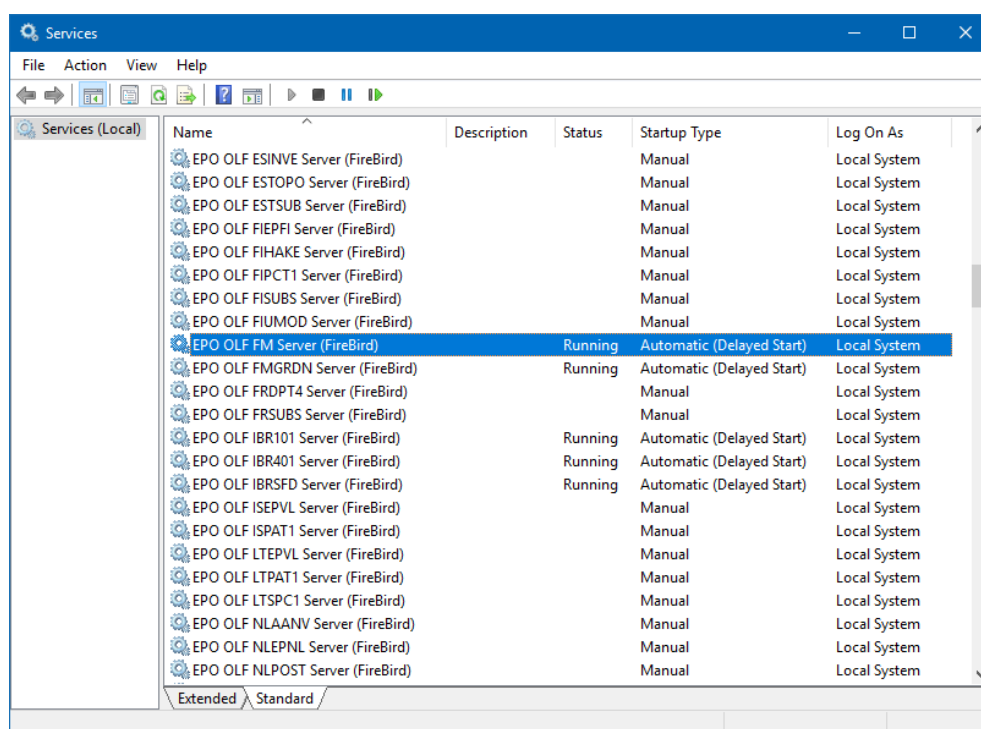 Services
File Action View Help
Services (Local)
Name Description Status Startup Type Log On As
EPO OLF ESINVE Server (FireBird) Manual Local System
EPO OLF ESTOPO Server (FireBird) Manual Local System
EPO OLF ESTSUB Server (FireBird) Manual Local System
EPO OLF FIEPFI Server (FireBird) Manual Local System
EPO OLF FIHAKE Server (FireBird) Manual Local System
EPO OLF FIPCT1 Server (FireBird) Manual Local System
EPO OLF FISUBS Server (FireBird) Manual Local System
EPO OLF FIUMOD Server (FireBird) Manual Local System
EPO OLF FM Server (FireBird) Running Automatic (Delayed Start) Local System
EPO OLF FMGRDN Server (FireBird) Running Automatic (Delayed Start) Local System
EPO OLF FRDPT4 Server (FireBird) Manual Local System
EPO OLF FRSUBS Server (FireBird) Manual Local System
EPO OLF IBR101 Server (FireBird) Running Automatic (Delayed Start) Local System
EPO OLF IBR401 Server (FireBird) Running Automatic (Delayed Start) Local System
EPO OLF IBRSFD Server (FireBird) Running Automatic (Delayed Start) Local System
EPO OLF ISEPVL Server (FireBird) Manual Local System
EPO OLF ISPAT1 Server (FireBird) Manual Local System
EPO OLF LTEPVL Server (FireBird) Manual Local System
EPO OLF LTPAT1 Server (FireBird) Manual Local System
EPO OLF LTSPC1 Server (FireBird) Manual Local System
EPO OLF NLAANV Server (FireBird) Manual Local System
EPO OLF NLEPNL Server (FireBird) Manual Local System
EPO OLF NLPOST Server (FireBird) Manual Local System
Extended Standard